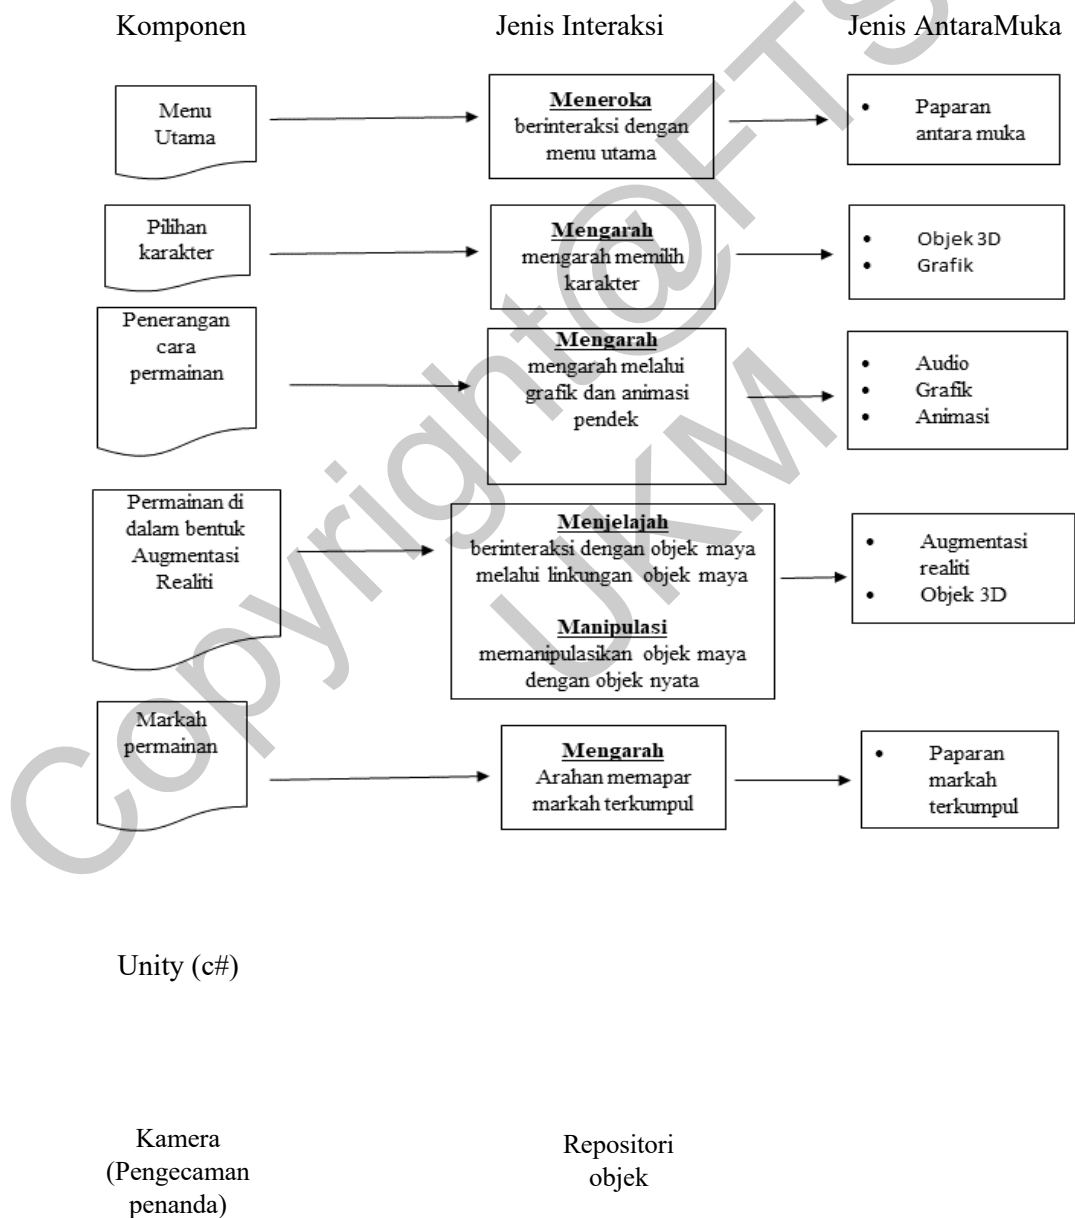 Komponen
Jenis Interaksi
Jenis AntaraMuka
Menu
Utama
Meneroka
berinteraksi dengan
menu utama
• Paparan
antara muka
Pilihan
karakter
Mengarah
mengarah memilih
karakter
• Objek 3D
• Grafik
Penerangan
cara
permainan
Mengarah
mengarah melalui
grafik dan animasi
pendek
• Audio
• Grafik
• Animasi
Permainan di
dalam bentuk
Augmentasi
Realiti
Menjelajah
berinteraksi dengan objek maya
melalui linkungan objek maya
Manipulasi
memanipulasikan objek maya
dengan objek nyata
• Augmentasi
realiti
• Objek 3D
Markah
permainan
Mengarah
Arahan memapar
markah terkumpul
• Paparan
markah
terkumpul
Unity (c#)
Kamera
(Pengecaman
penanda)
Repositori
objek
Copyright@FTS
UKM